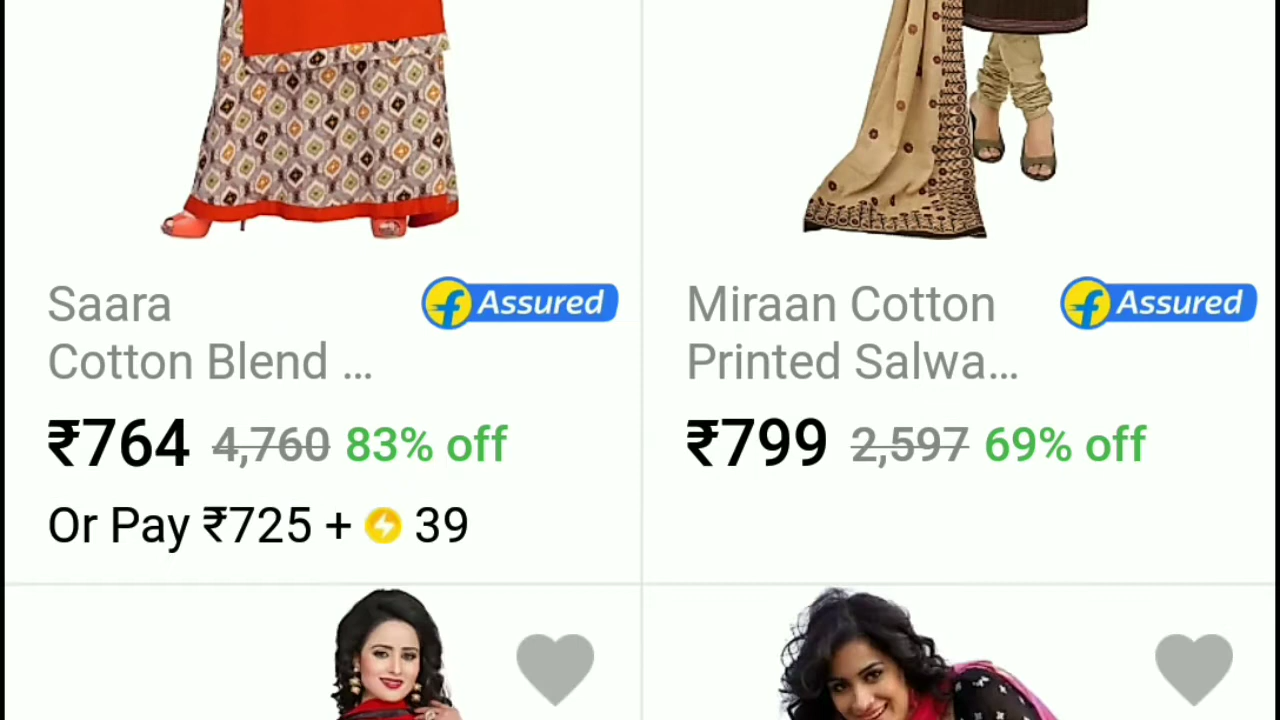 Saara
Cotton Blend ...
f Assured
₹764 4,760 83% off
Or Pay ₹725 + 39
Miraan Cotton
Printed Salwa...
f Assured
₹799 2,597 69% off